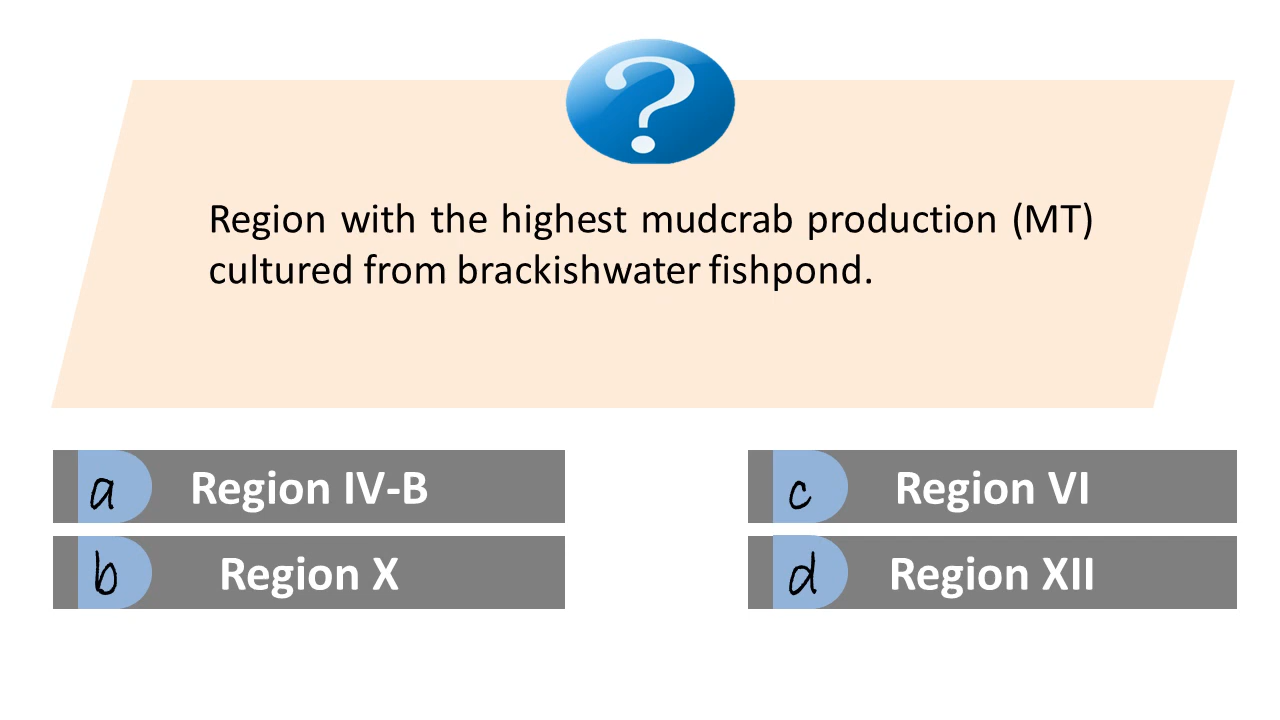 ?
Region with the highest mudcrab production (MT)
cultured from brackishwater fishpond.
a Region IV-B
c Region VI
b Region X
d Region XII